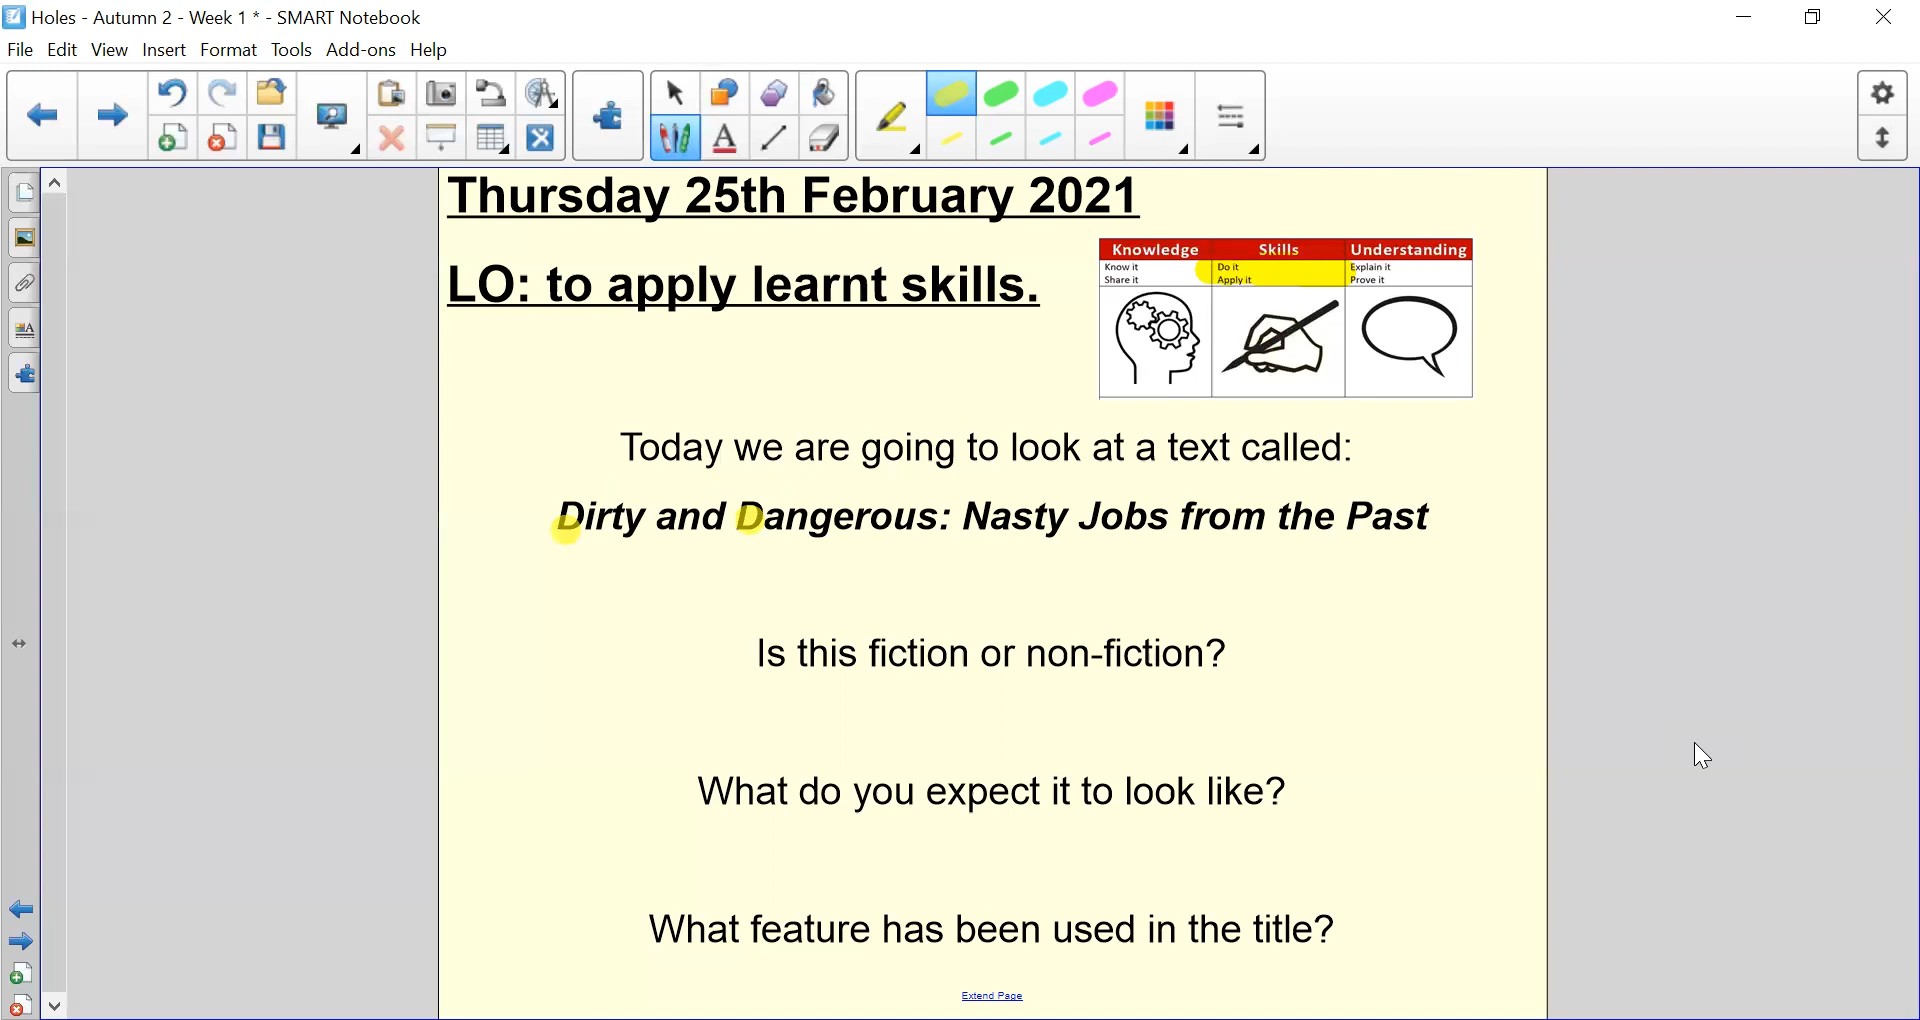 Holes - Autumn 2 - Week 1 * - SMART Notebook
File Edit View Insert Format Tools Add-ons Help
Thursday 25th February 2021
LO: to apply learnt skills.
Knowledge Skills Understanding
Know it Do it Explain it
Share it Apply it Prove it
Today we are going to look at a text called:
Dirty and Dangerous: Nasty Jobs from the Past
Is this fiction or non-fiction?
What do you expect it to look like?
What feature has been used in the title?
Extend Page